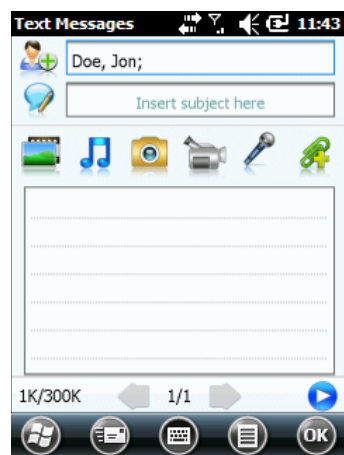 Text Messages 11:43
Doe, Jon;
Insert subject here
1K/300K 1/1
OK